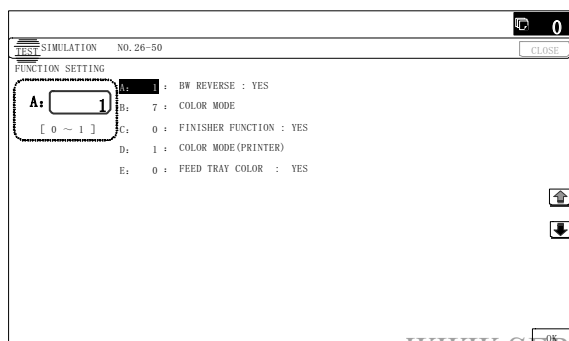 0
TEST SIMULATION NO.26-50
CLOSE
FUNCTION SETTING
A: 1
[ 0 ~ 1 ]
A: 1 : BW REVERSE : YES
B: 7 : COLOR MODE
C: 0 : FINISHER FUNCTION : YES
D: 1 : COLOR MODE(PRINTER)
E: 0 : FEED TRAY COLOR : YES
OK